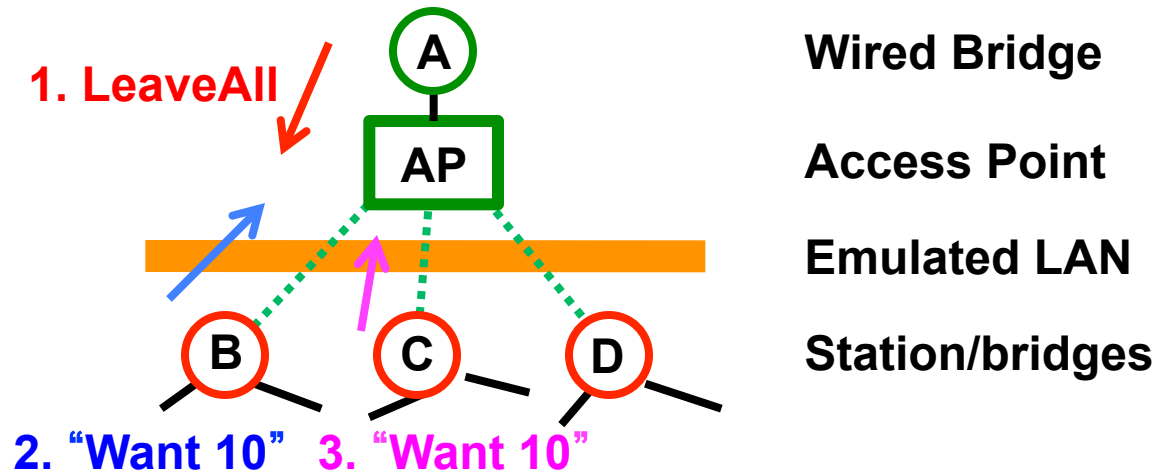 A
Wired Bridge
1. LeaveAll
AP
Access Point
Emulated LAN
B
C
D
Station/bridges
2. “Want 10”
3. “Want 10”